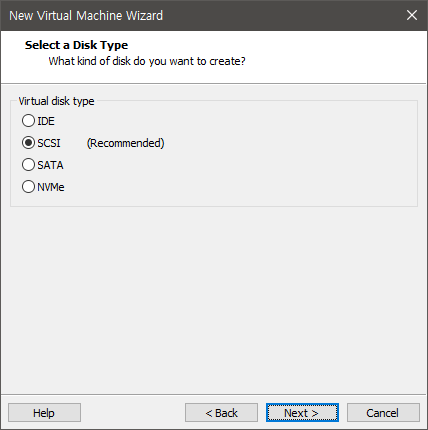 New Virtual Machine Wizard
Select a Disk Type
What kind of disk do you want to create?
Virtual disk type
IDE
SCSI (Recommended)
SATA
NVMe
Help < Back Next > Cancel